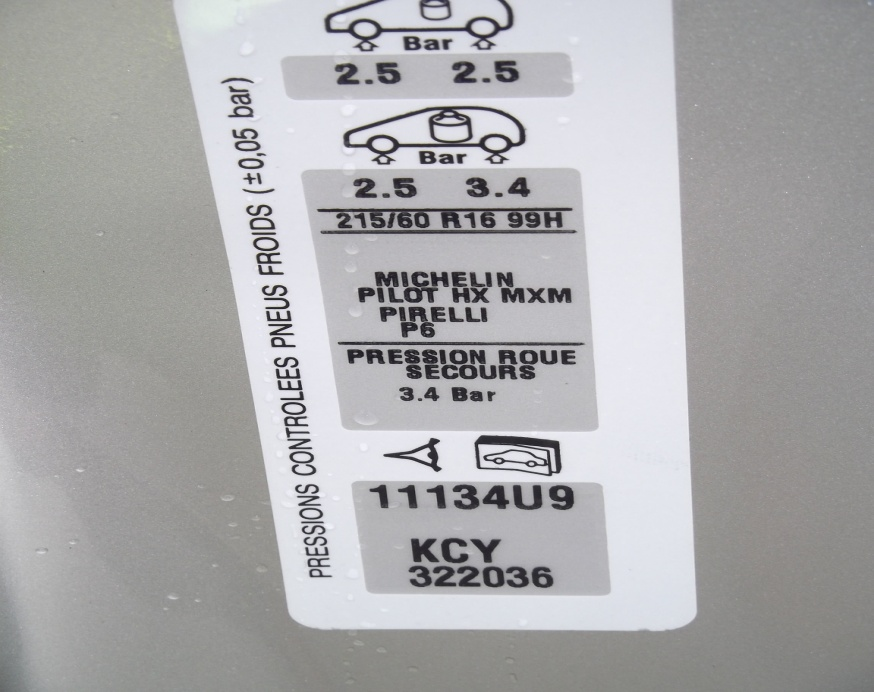 Bar
2.5 2.5
Bar
2.5 3.4
215/60 R16 99H
MICHELIN
PILOT HX MXM
PIRELLI
P6
PRESSION ROUE
SECOURS
3.4 Bar
11134U9
KCY
322036
PRESSIONS CONTROLEES PNEUS FROIDS (±0,05 bar)